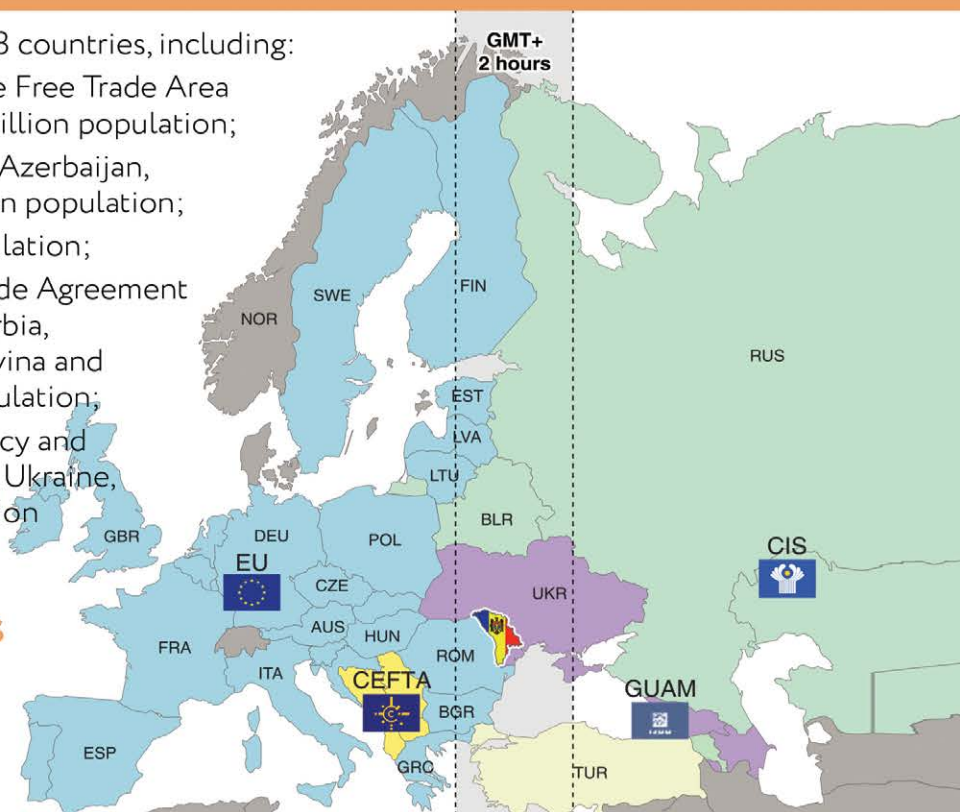 3 countries, including:
e Free Trade Area
illion population;
Azerbaijan,
n population;
lation;
de Agreement
rbia,
vina and
ulation;
cy and
Ukraine,
on
s
GMT+
2 hours
NOR
SWE
FIN
RUS
EST
LVA
LTU
BLR
GBR
DEU
POL
EU
CIS
CZE
UKR
AUS
HUN
FRA
ROM
ITA
CEFTA
GUAM
BGR
ESP
GRC
TUR